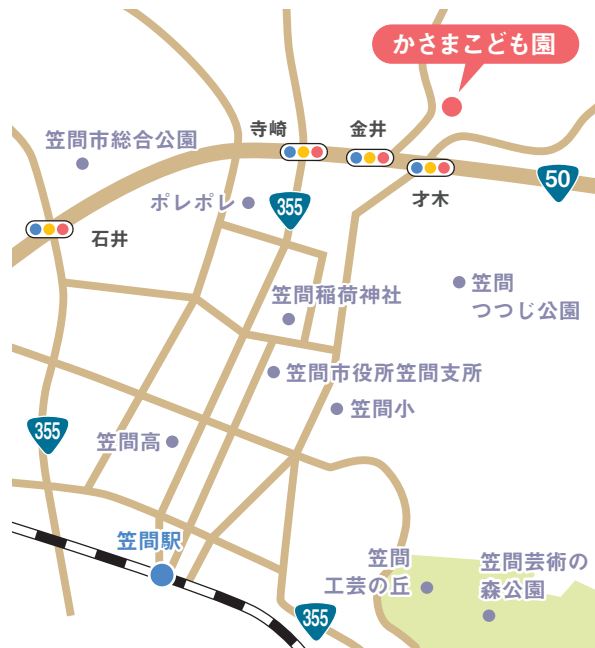 かさまこども園
寺崎
金井
笠間市総合公園
50
才木
ポレポレ
355
石井
笠間
つつじ公園
笠間稲荷神社
笠間市役所笠間支所
笠間小
355
笠間高
笠間駅
笠間
工芸の丘
笠間芸術の
森公園
355